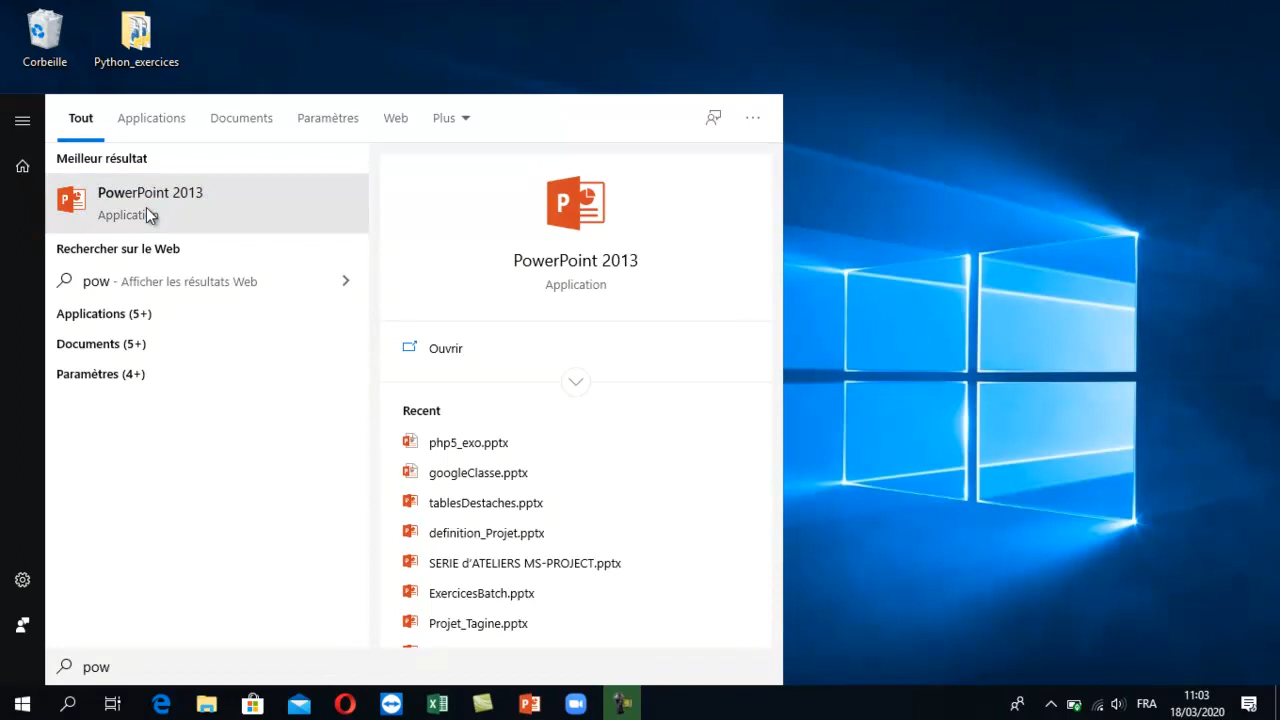 Corbeille
Python_exercices
Tout Applications Documents Paramètres Web Plus
Meilleur résultat
PowerPoint 2013
Application
Rechercher sur le Web
pow - Afficher les résultats Web
Applications (5+)
Documents (5+)
Paramètres (4+)
PowerPoint 2013
Application
Ouvrir
Recent
php5_exo.pptx
googleClasse.pptx
tablesDestaches.pptx
definition_Projet.pptx
SERIE d'ATELIERS MS-PROJECT.pptx
ExercicesBatch.pptx
Projet_Tagine.pptx
pow
FRA
11:03
18/03/2020